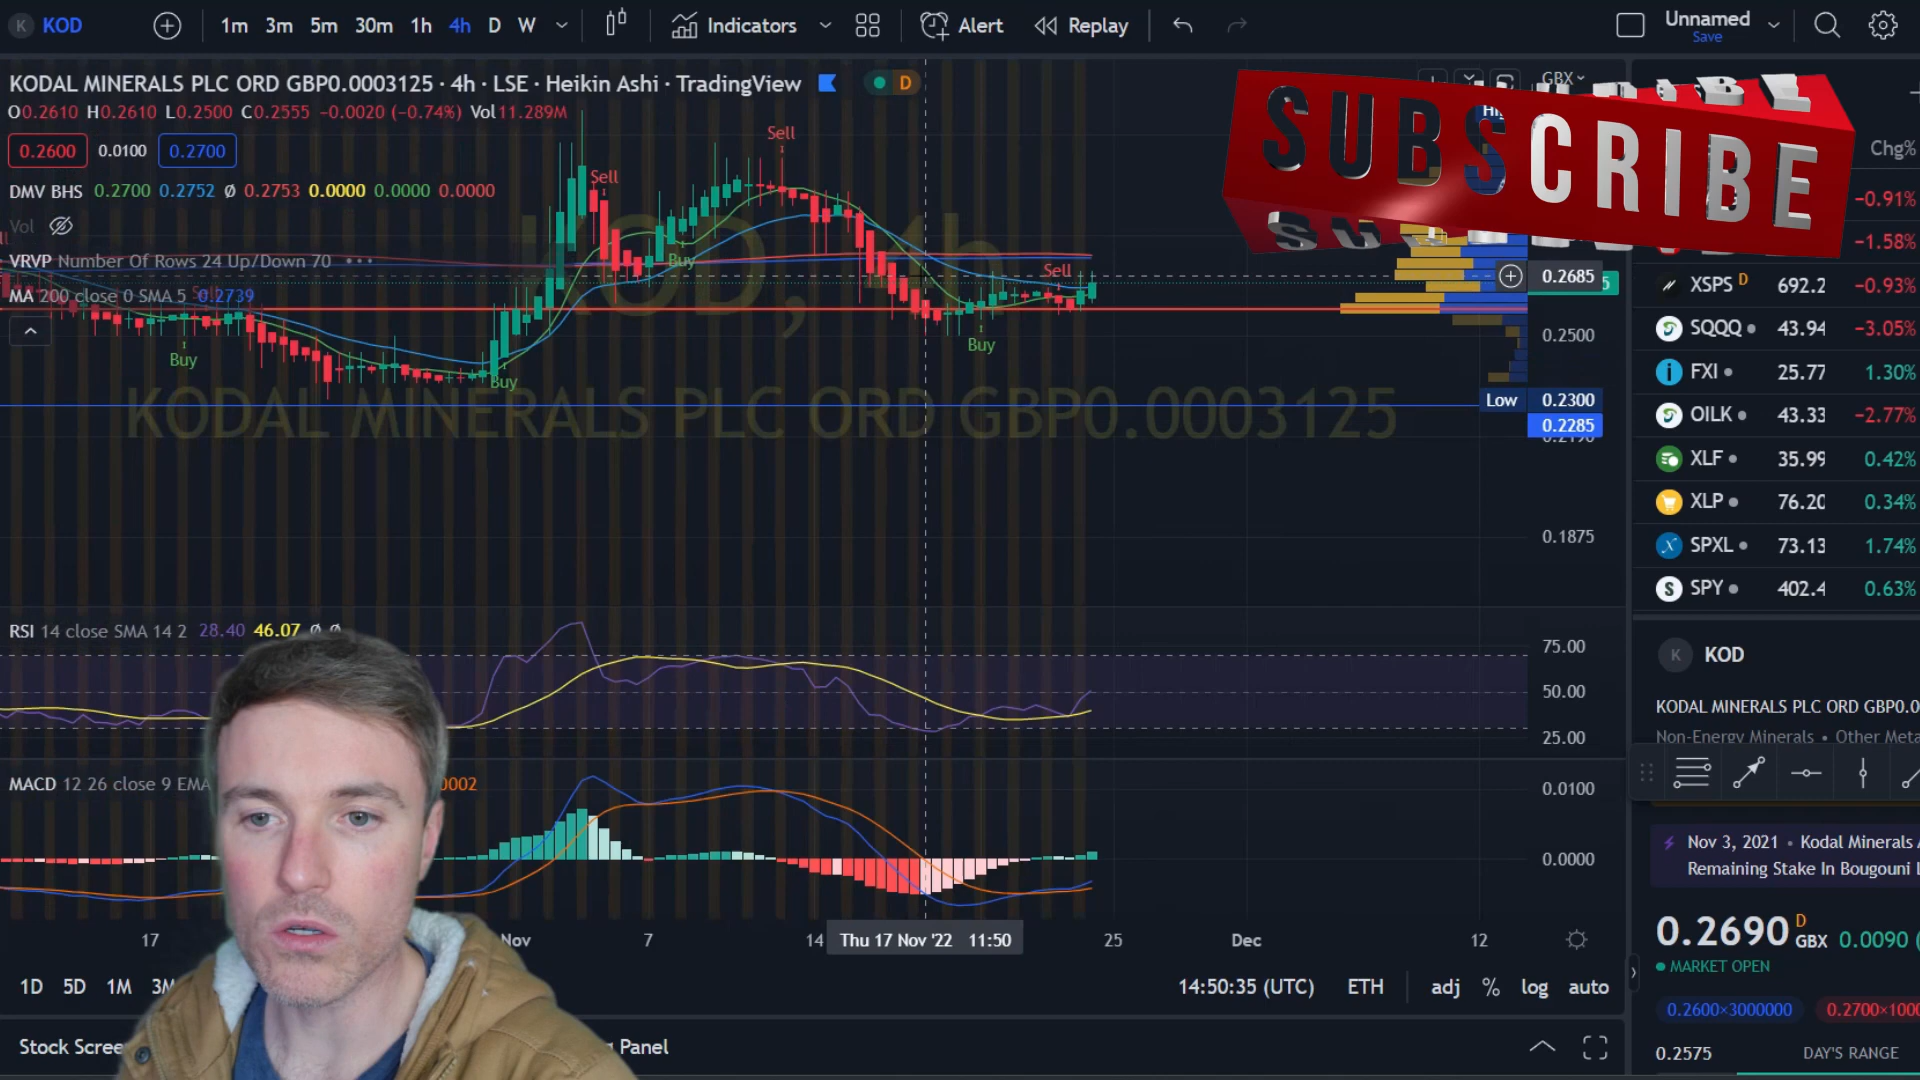 K KOD
1m 3m 5m 30m 1h 4h D W
Indicators
Alert
Replay
Unnamed
Save
KODAL MINERALS PLC ORD GBP0.0003125 · 4h · LSE · Heikin Ashi · TradingView
D
GBX
O0.2610 H0.2610 L0.2500 C0.2555 -0.0020 (-0.74%) Vol11.289M
0.2600 0.0100 0.2700
DMV BHS 0.2700 0.2752 Ø 0.2753 0.0000 0.0000 0.0000
Vol
VRVP Number Of Rows 24 Up/Down 70
MA 200 close 0 SMA 5 0.2739
SUBSCRIBE
Chg%
-0.91%
-1.58%
Sell
Sell
Buy
Sell
Buy
Buy
Buy
KOD, 4h
KODAL MINERALS PLC ORD GBP0.0003125
0.2685
0.2500
Low 0.2300
0.2285
0.1875
XSPS D 692.2 -0.93%
SQQQ 43.94 -3.05%
FXI 25.77 1.30%
OILK 43.33 -2.77%
XLF 35.99 0.42%
XLP 76.20 0.34%
SPXL 73.13 1.74%
SPY 402.4 0.63%
RSI 14 close SMA 14 2 28.40 46.07 Ø Ø
75.00
50.00
25.00
MACD 12 26 close 9 EMA
0002
0.0100
0.0000
K KOD
KODAL MINERALS PLC ORD GBP0.0
Non-Energy Minerals • Other Meta
Nov 3, 2021 • Kodal Minerals
Remaining Stake In Bougouni L
0.2690 D GBX 0.0090
MARKET OPEN
0.2600×3000000 0.2700×1000
0.2575 DAY'S RANGE
17 Nov 7 14 Thu 17 Nov '22 11:50 25 Dec 12
1D 5D 1M 3M
14:50:35 (UTC) ETH adj % log auto
Stock Scree
Panel